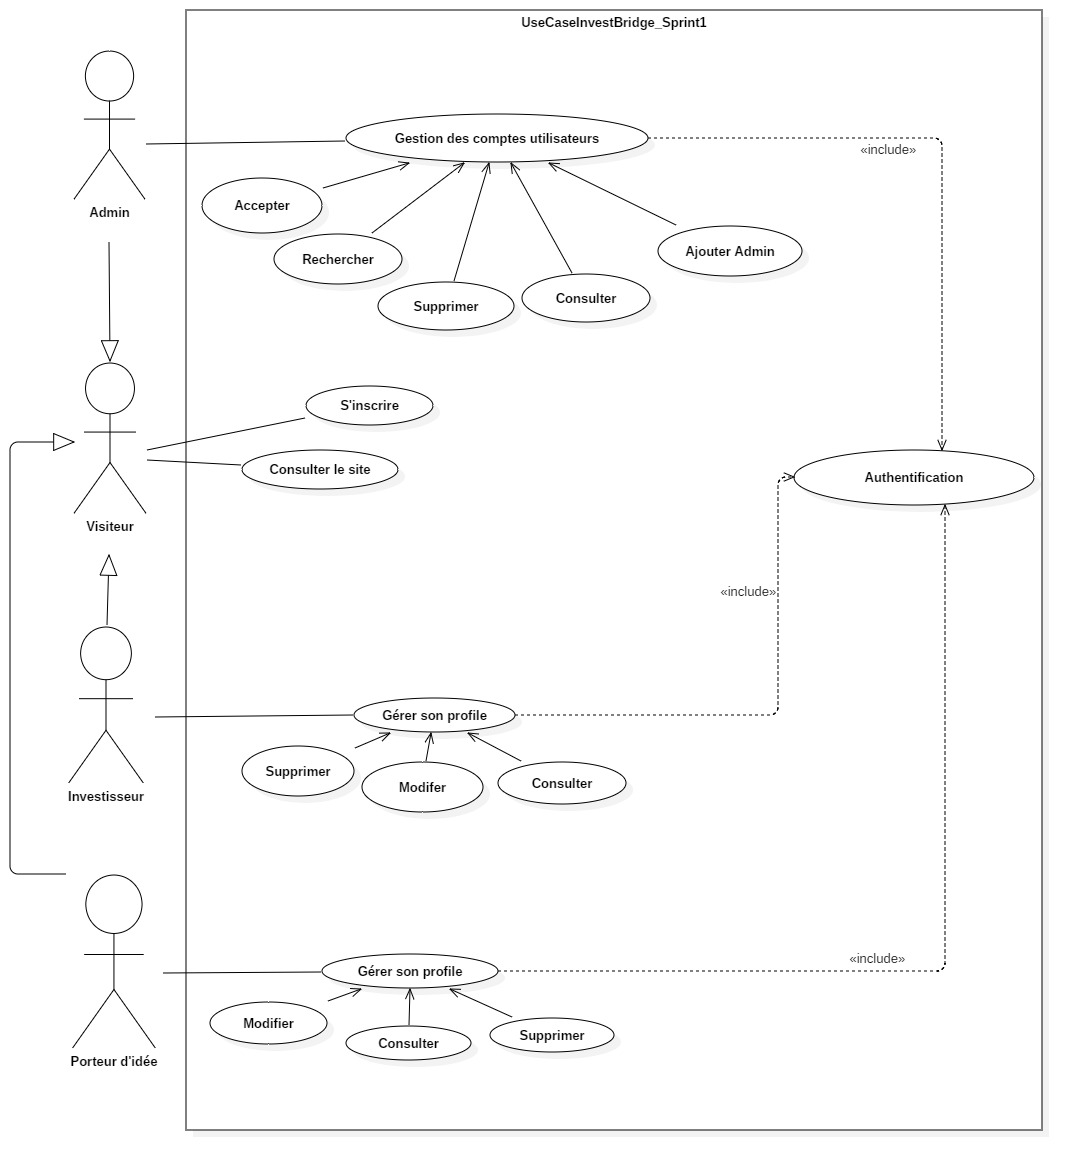 UseCaseInvestBridge_Sprint1
Gestion des comptes utilisateurs
«include»
Accepter
Admin
Rechercher
Ajouter Admin
Supprimer
Consulter
S'inscrire
Consulter le site
Authentification
Visiteur
«include»
Gérer son profile
Supprimer
Modifer
Consulter
Investisseur
«include»
Gérer son profile
Modifier
Consulter
Supprimer
Porteur d'idée